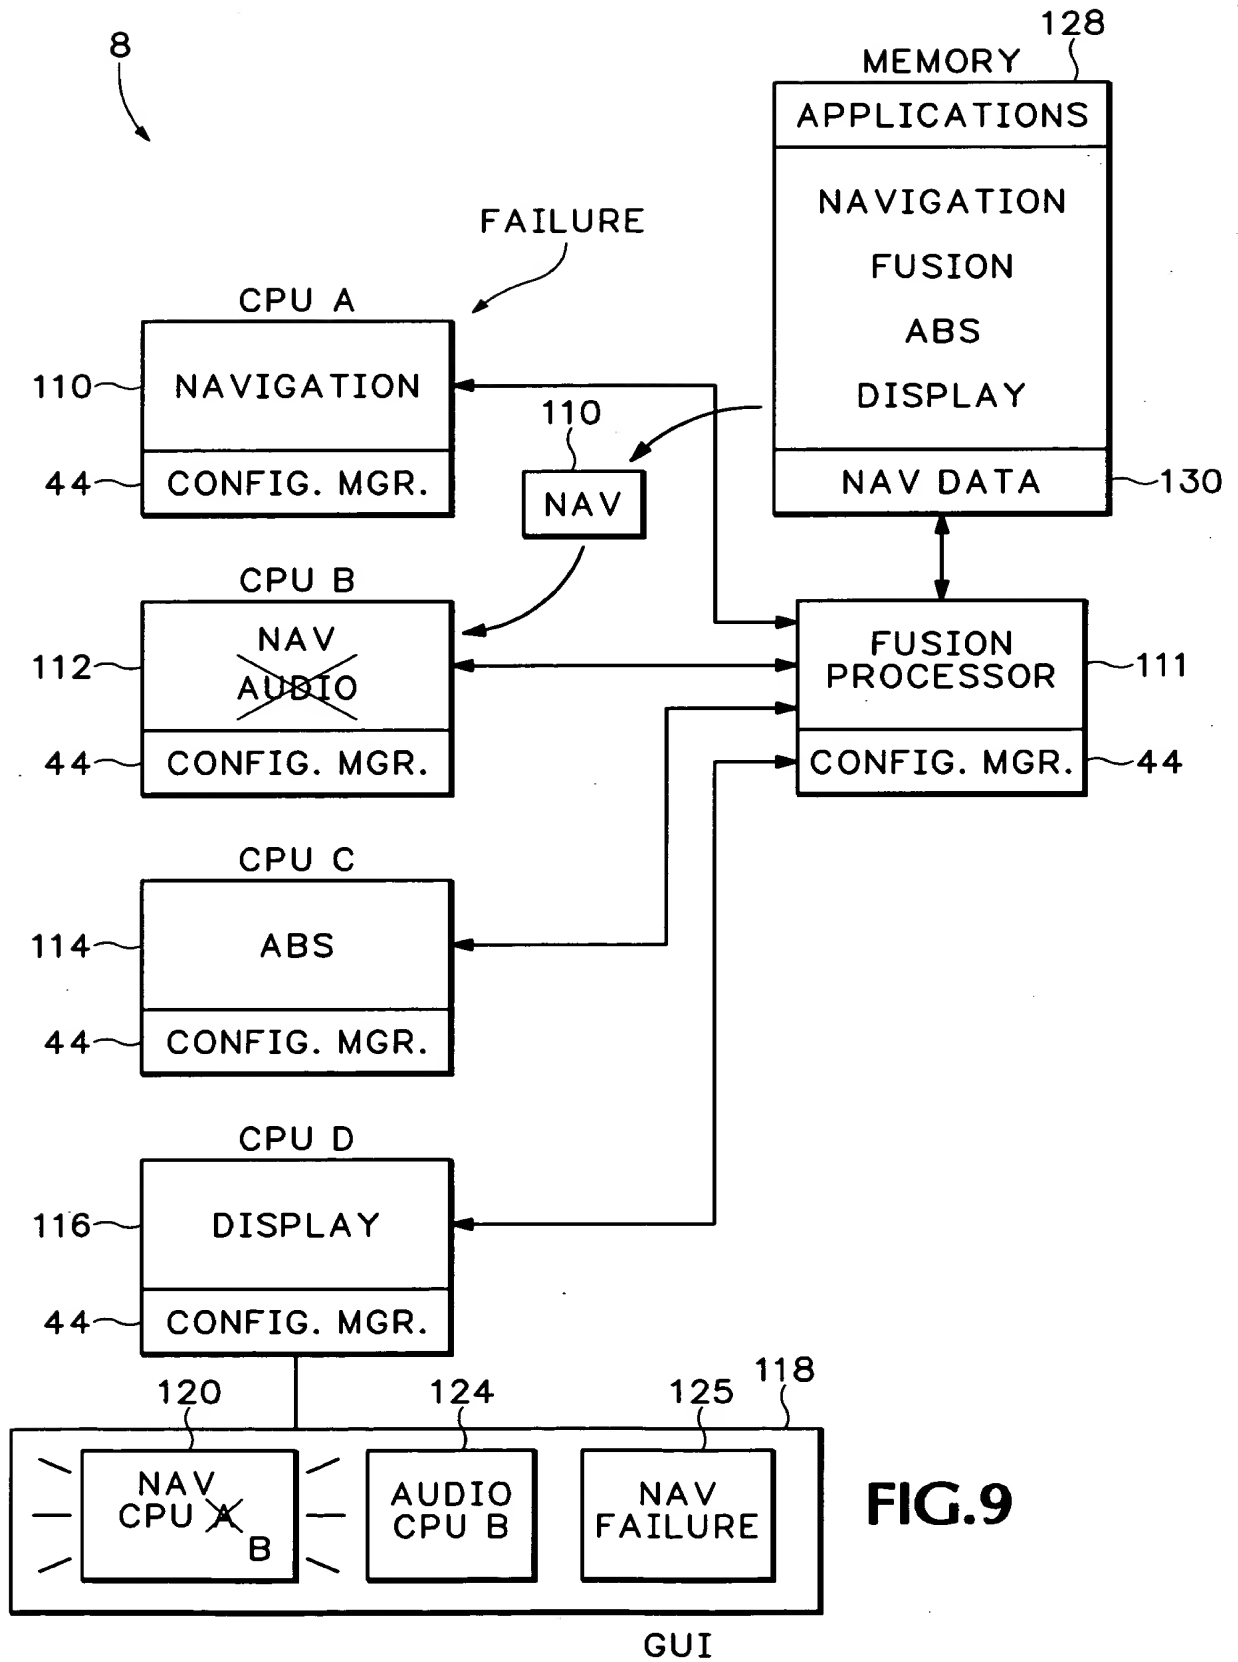 8
128
MEMORY
APPLICATIONS
NAVIGATION
FUSION
ABS
DISPLAY
NAV DATA
130
FAILURE
CPU A
110
NAVIGATION
44
CONFIG. MGR.
110
NAV
CPU B
112
NAV
AUDIO
44
CONFIG. MGR.
FUSION
PROCESSOR
111
CONFIG. MGR.
44
CPU C
114
ABS
44
CONFIG. MGR.
CPU D
116
DISPLAY
44
CONFIG. MGR.
118
120
NAV
CPU A
B
124
AUDIO
CPU B
125
NAV
FAILURE
GUI
FIG.9